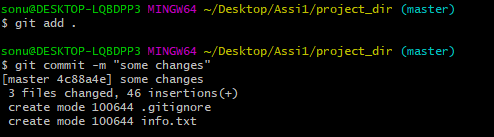 sonu@DESKTOP-LQBDPP3 MINGW64 ~/Desktop/Assi1/project_dir (master)
$ git add .
sonu@DESKTOP-LQBDPP3 MINGW64 ~/Desktop/Assi1/project_dir (master)
$ git commit -m "some changes"
[master 4c88a4e] some changes
 3 files changed, 46 insertions(+)
 create mode 100644 .gitignore
 create mode 100644 info.txt